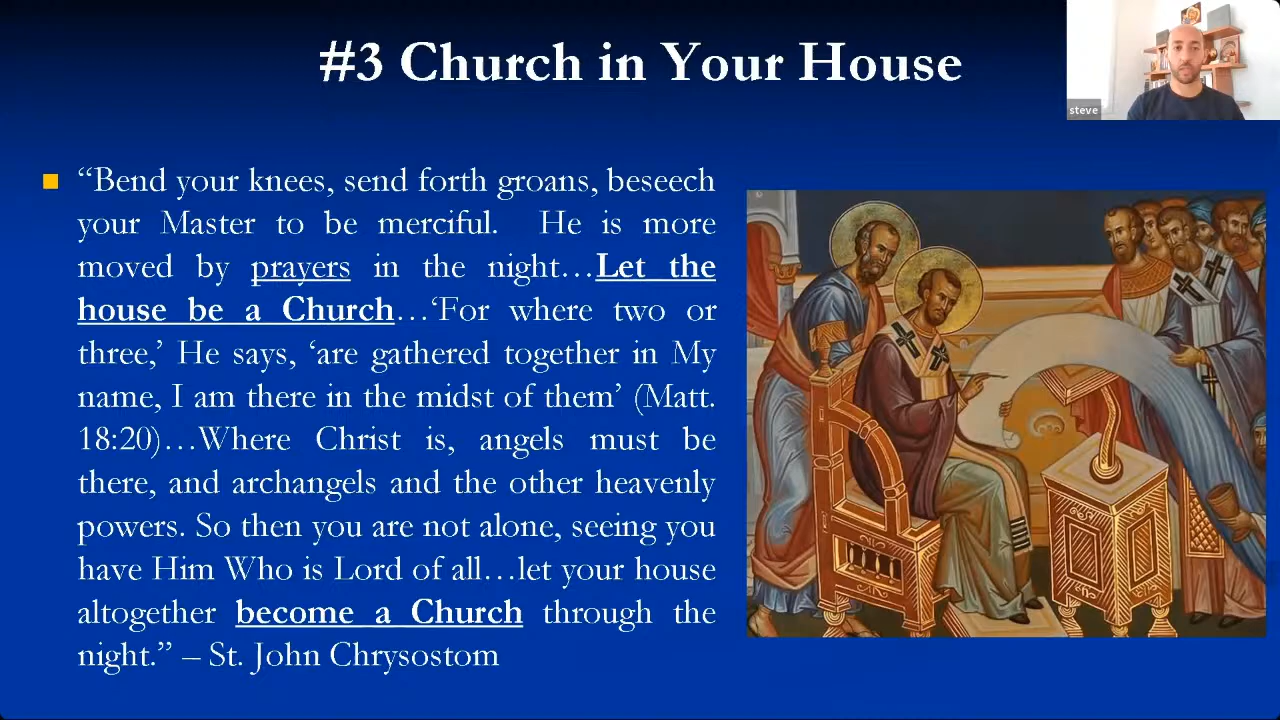 #3 Church in Your House
steve
“Bend your knees, send forth groans, beseech
your Master to be merciful. He is more
moved by prayers in the night…Let the
house be a Church…‘For where two or
three,’ He says, ‘are gathered together in My
name, I am there in the midst of them’ (Matt.
18:20)…Where Christ is, angels must be
there, and archangels and the other heavenly
powers. So then you are not alone, seeing you
have Him Who is Lord of all…let your house
altogether become a Church through the
night.” – St. John Chrysostom